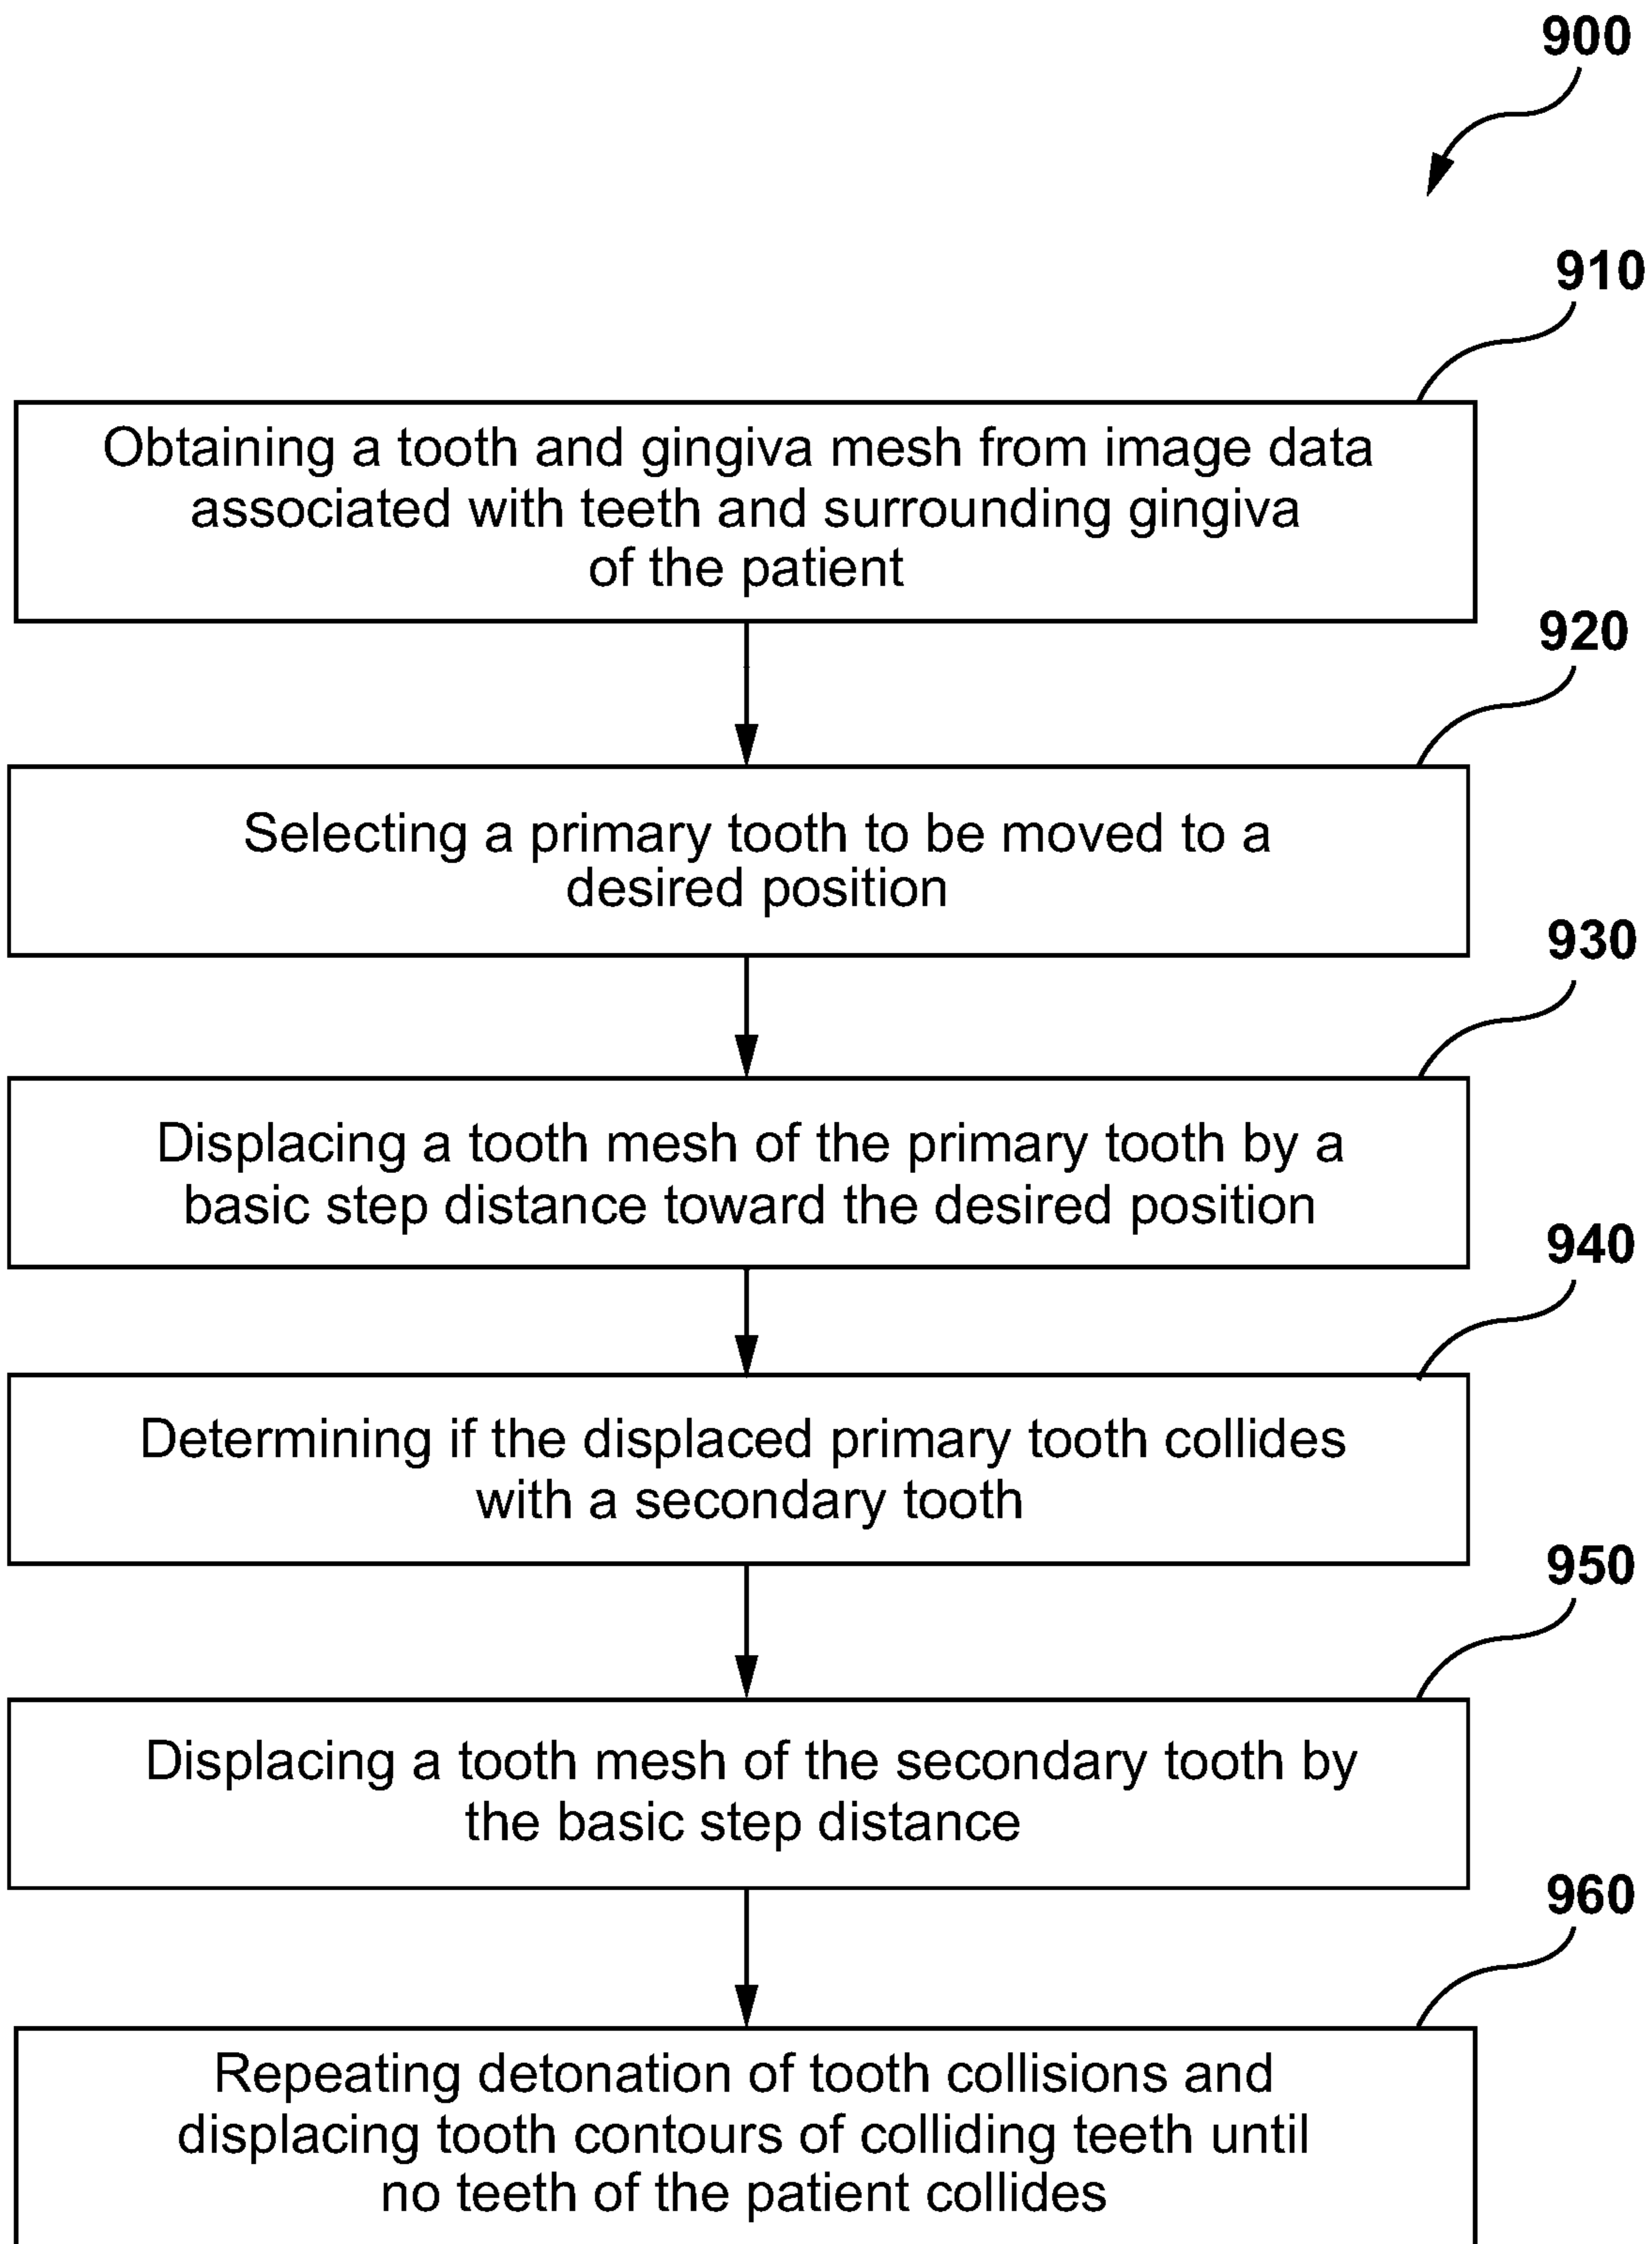 900
910
Obtaining a tooth and gingiva mesh from image data
associated with teeth and surrounding gingiva
of the patient
920
Selecting a primary tooth to be moved to a
desired position
930
Displacing a tooth mesh of the primary tooth by a
basic step distance toward the desired position
940
Determining if the displaced primary tooth collides
with a secondary tooth
950
Displacing a tooth mesh of the secondary tooth by
the basic step distance
960
Repeating detonation of tooth collisions and
displacing tooth contours of colliding teeth until
no teeth of the patient collides